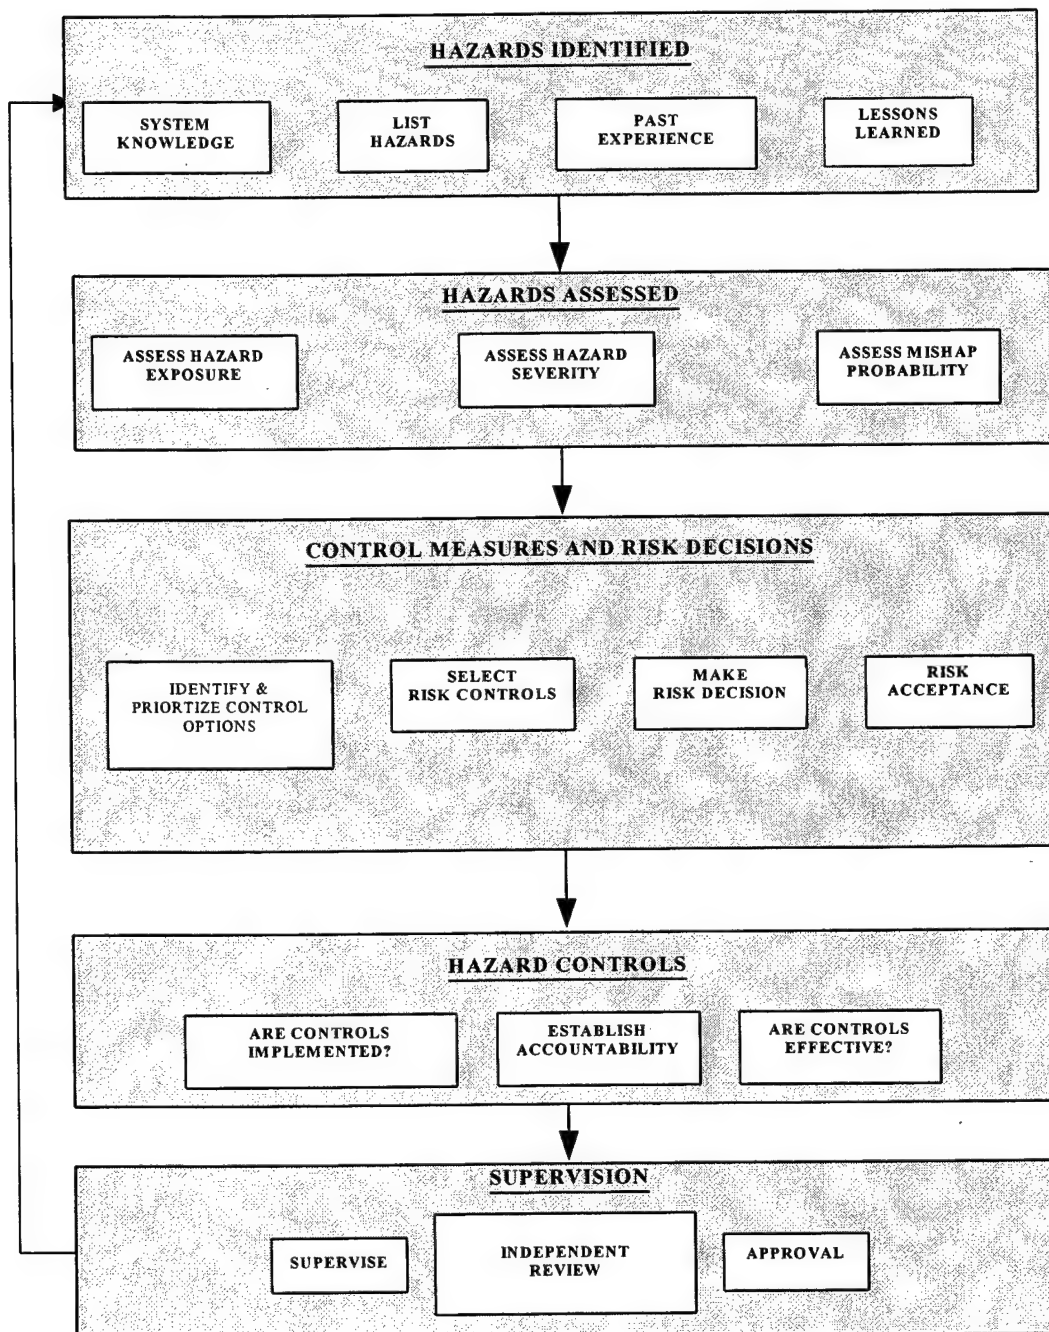 HAZARDS IDENTIFIED
SYSTEM
KNOWLEDGE
LIST
HAZARDS
PAST
EXPERIENCE
LESSONS
LEARNED
HAZARDS ASSESSED
ASSESS HAZARD
EXPOSURE
ASSESS HAZARD
SEVERITY
ASSESS MISHAP
PROBABILITY
CONTROL MEASURES AND RISK DECISIONS
IDENTIFY &
PRIORTIZE CONTROL
OPTIONS
SELECT
RISK CONTROLS
MAKE
RISK DECISION
RISK
ACCEPTANCE
HAZARD CONTROLS
ARE CONTROLS
IMPLEMENTED?
ESTABLISH
ACCOUNTABILITY
ARE CONTROLS
EFFECTIVE?
SUPERVISION
SUPERVISE
INDEPENDENT
REVIEW
APPROVAL